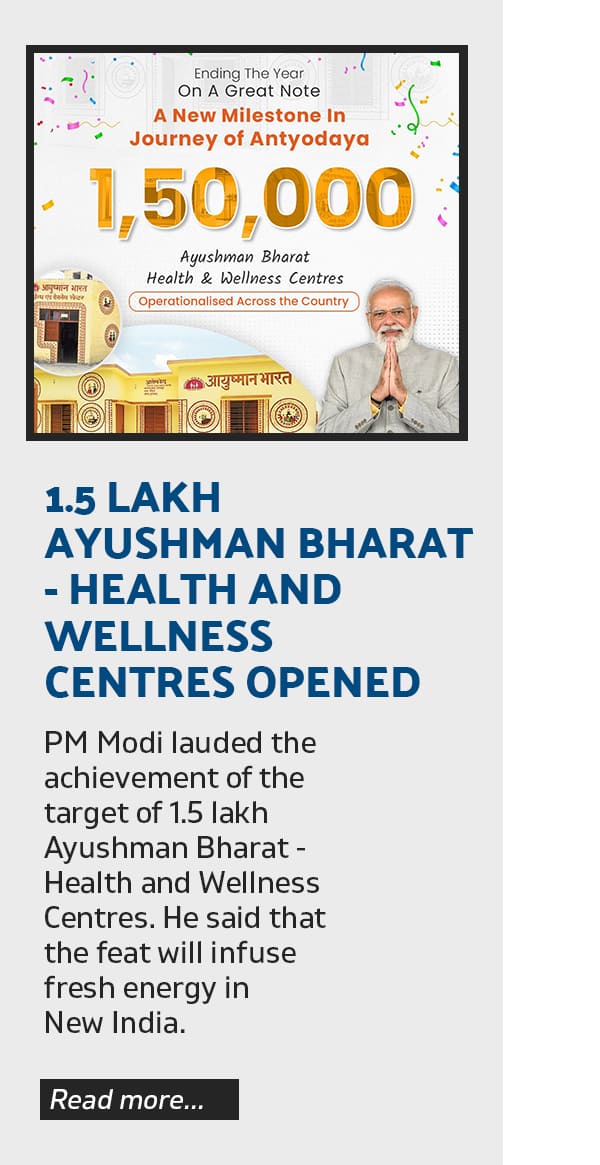 Ending The Year
On A Great Note
A New Milestone In
Journey of Antyodaya
1,50,000
Ayushman Bharat
Health & Wellness Centres
Operationalised Across the Country
आयुष्मान भारत
आयुष्मान भारत
1.5 LAKH
AYUSHMAN BHARAT
- HEALTH AND
WELLNESS
CENTRES OPENED
PM Modi lauded the
achievement of the
target of 1.5 lakh
Ayushman Bharat -
Health and Wellness
Centres. He said that
the feat will infuse
fresh energy in
New India.
Read more...